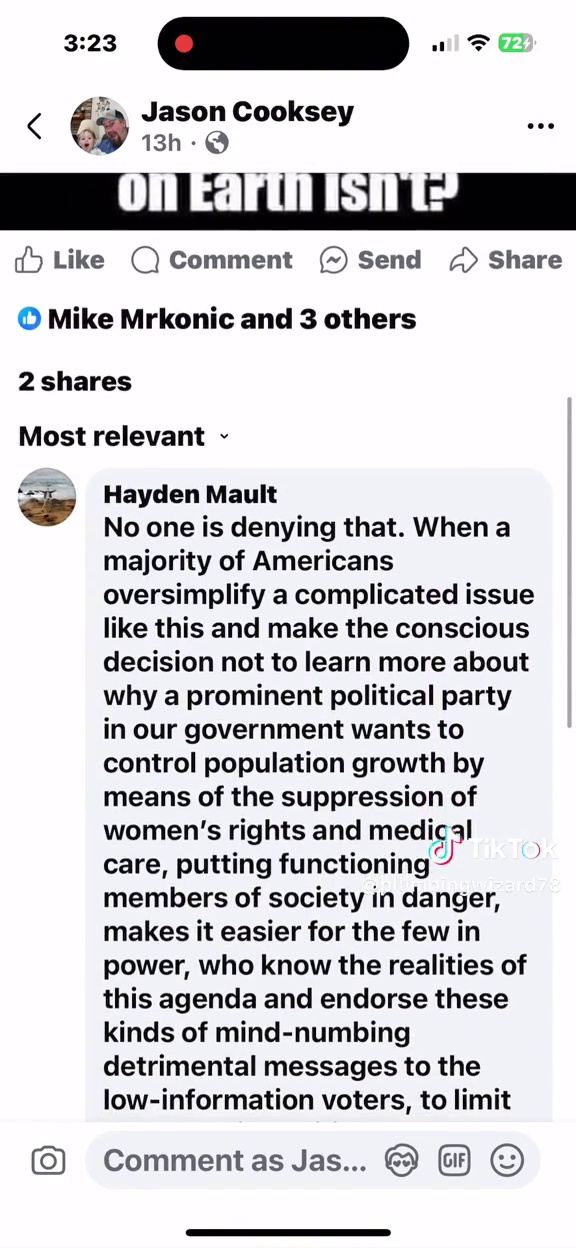 3:23
72
Jason Cooksey
13h
on Earth isn't?
Like Comment Send Share
Mike Mrkonic and 3 others
2 shares
Most relevant
Hayden Mault
No one is denying that. When a
majority of Americans
oversimplify a complicated issue
like this and make the conscious
decision not to learn more about
why a prominent political party
in our government wants to
control population growth by
means of the suppression of
women's rights and medical
care, putting functioning
members of society in danger,
makes it easier for the few in
power, who know the realities of
this agenda and endorse these
kinds of mind-numbing
detrimental messages to the
low-information voters, to limit
TikTok
Comment as Jas...
GIF